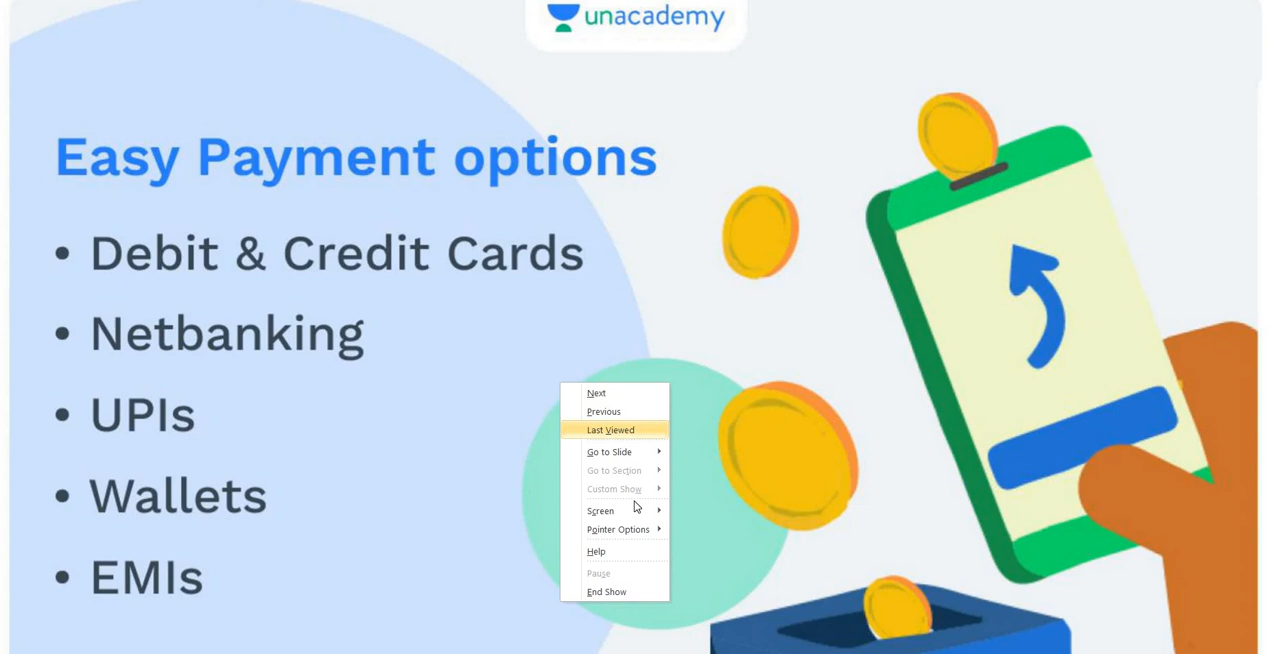 unacademy
Easy Payment options
• Debit & Credit Cards
• Netbanking
• UPIs
• Wallets
• EMIs
Next
Previous
Last Viewed
Go to Slide
Go to Section
Custom Show
Screen
Pointer Options
Help
Pause
End Show